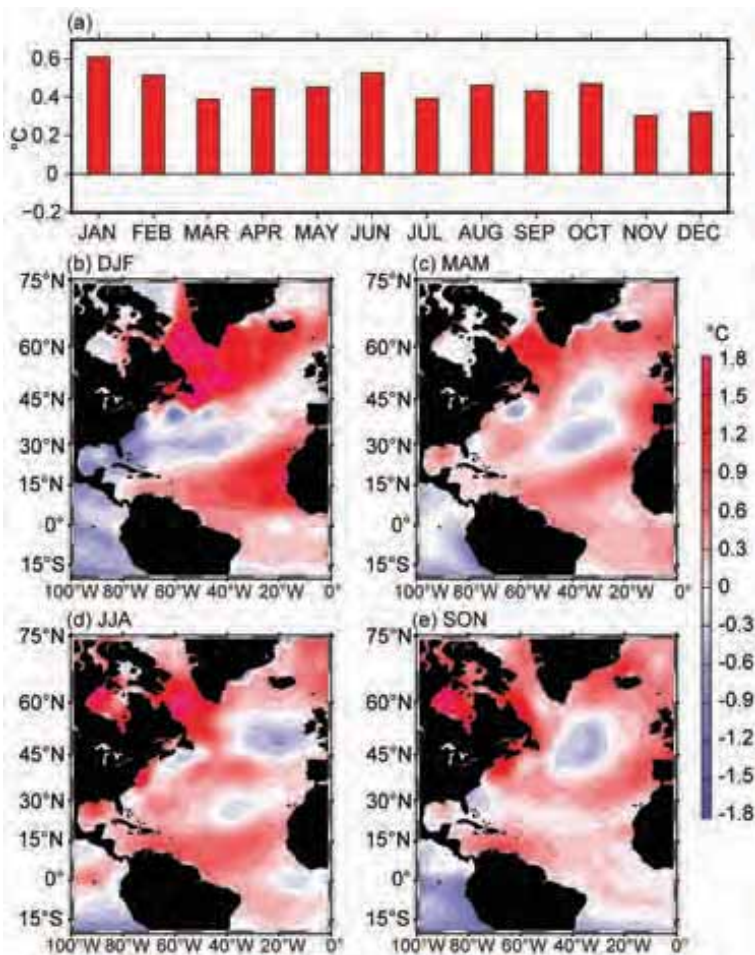 (a)
0.6
0.4
0.2
0
−0.2
°C
JAN FEB MAR APR MAY JUN JUL AUG SEP OCT NOV DEC
(b) DJF
75°N
60°N
45°N
30°N
15°N
0°
15°S
100°W 80°W 60°W 40°W 20°W 0°
(c) MAM
75°N
60°N
45°N
30°N
15°N
0°
15°S
100°W 80°W 60°W 40°W 20°W 0°
°C
1.8
1.5
1.2
0.9
0.6
0.3
0
-0.3
-0.6
-0.9
-1.2
-1.5
-1.8
(d) JJA
75°N
60°N
45°N
30°N
15°N
0°
15°S
100°W 80°W 60°W 40°W 20°W 0°
(e) SON
75°N
60°N
45°N
30°N
15°N
0°
15°S
100°W 80°W 60°W 40°W 20°W 0°